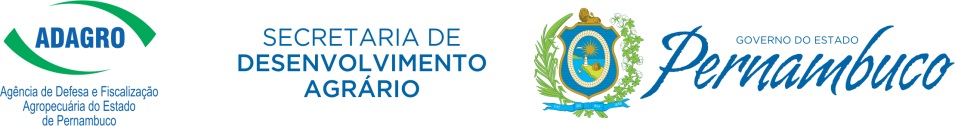 ADAGRO
Agência de Defesa e Fiscalização
Agropecuária do Estado
de Pernambuco
SECRETARIA DE
DESENVOLVIMENTO
AGRÁRIO
GOVERNO DO ESTADO
Pernambuco